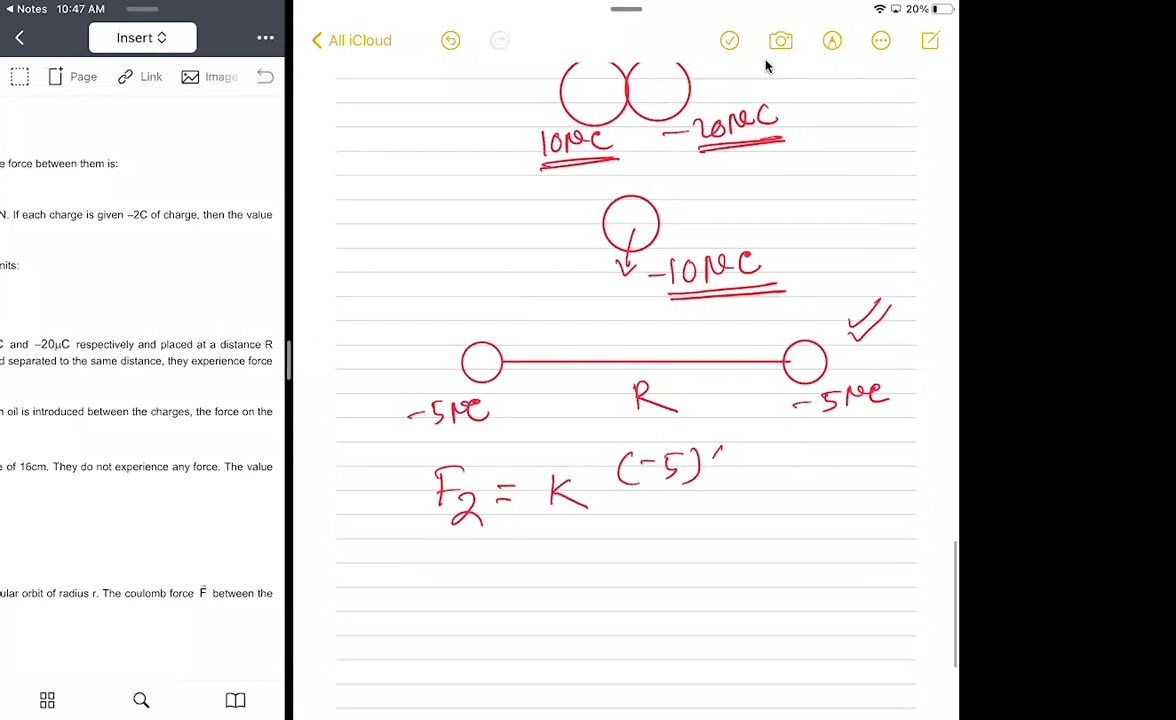 Notes 10:47 AM
20%
Insert
All iCloud
Page
Link
Image
e force between them is:
N. If each charge is given –2C of charge, then the value
mits:
C and –20μC respectively and placed at a distance R
d separated to the same distance, they experience force
n oil is introduced between the charges, the force on the
e of 16cm. They do not experience any force. The value
ular orbit of radius r. The coulomb force F⃗ between the
10μC
-20μC
-10μC
-5μC
R
-5μC
F₂ = K (-5)